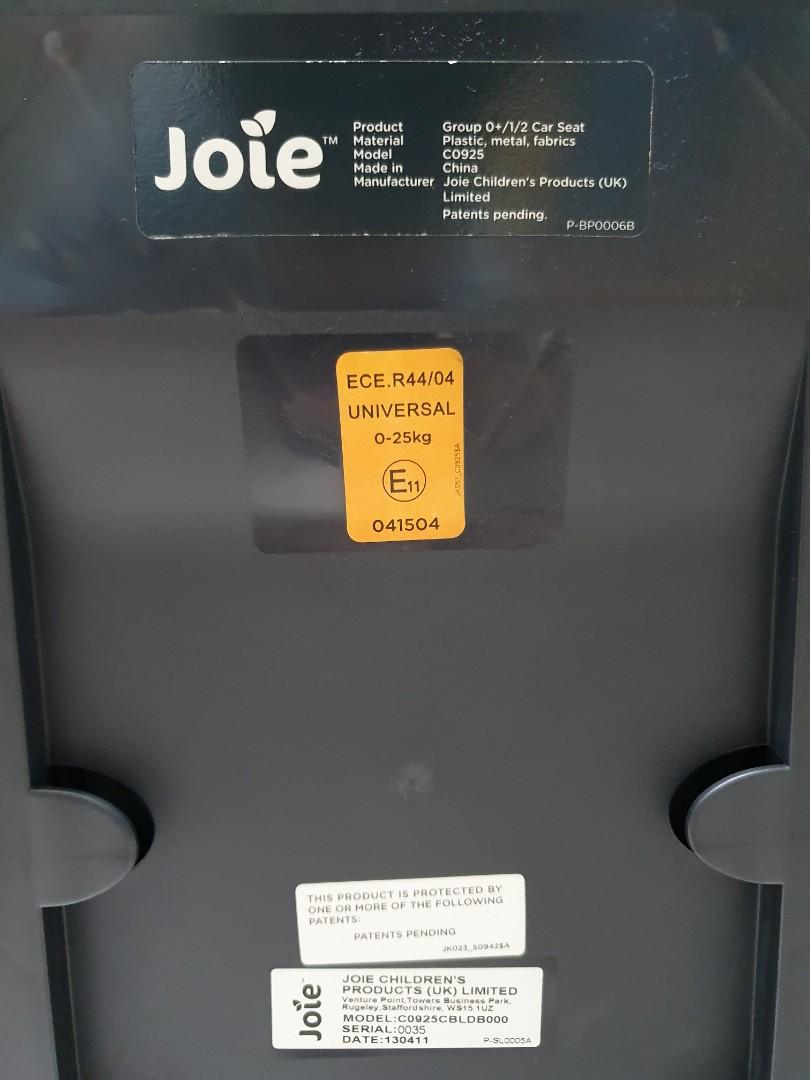 Joie™
Product Group 0+/1/2 Car Seat
Material Plastic, metal, fabrics
Model C0925
Made in China
Manufacturer Joie Children's Products (UK)
Limited
Patents pending.
P-BP0006B
ECE.R44/04
UNIVERSAL
0-25kg
E11
041504
THIS PRODUCT IS PROTECTED BY
ONE OR MORE OF THE FOLLOWING
PATENTS:
PATENTS PENDING
Joie
JOIE CHILDREN'S
PRODUCTS (UK) LIMITED
Venture Point,Towers Business Park,
Rugeley,Staffordshire, WS15 1UZ
MODEL:C0925CBLDB000
SERIAL:0035
DATE:130411
P-SL0005A